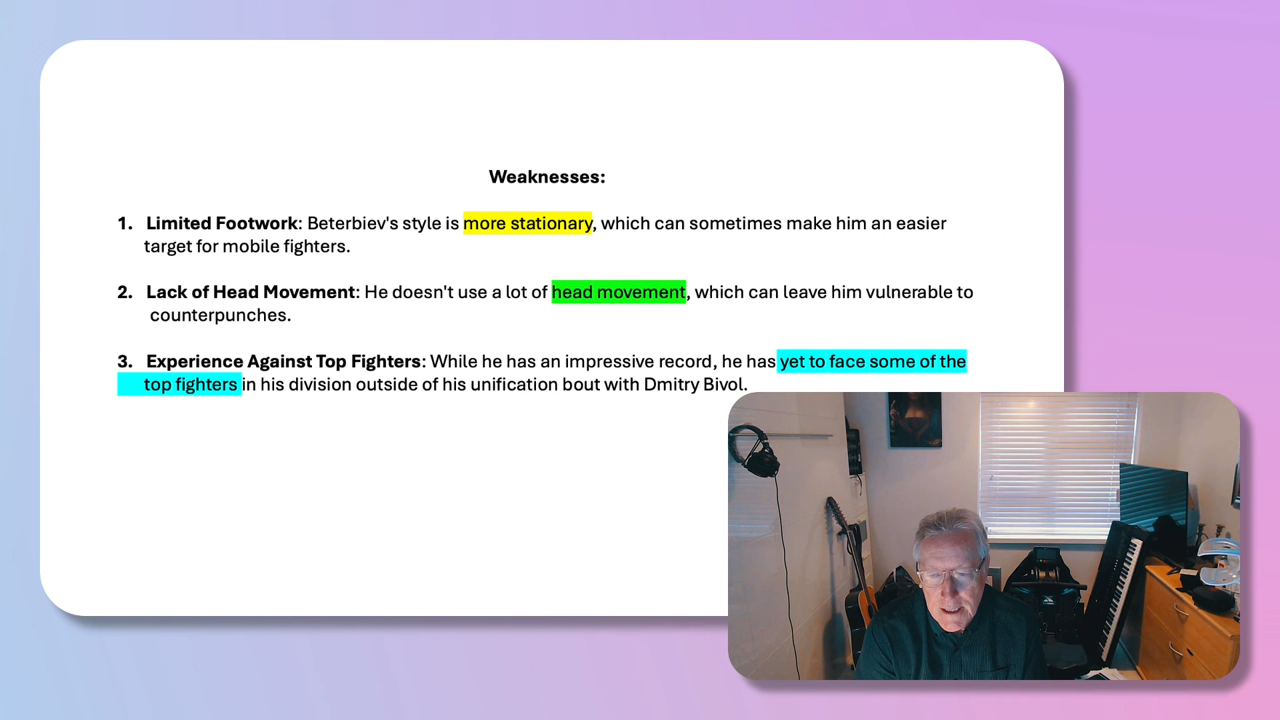 Weaknesses:
1. Limited Footwork: Beterbiev's style is more stationary, which can sometimes make him an easier
target for mobile fighters.
2. Lack of Head Movement: He doesn't use a lot of head movement, which can leave him vulnerable to
counterpunches.
3. Experience Against Top Fighters: While he has an impressive record, he has yet to face some of the
top fighters in his division outside of his unification bout with Dmitry Bivol.